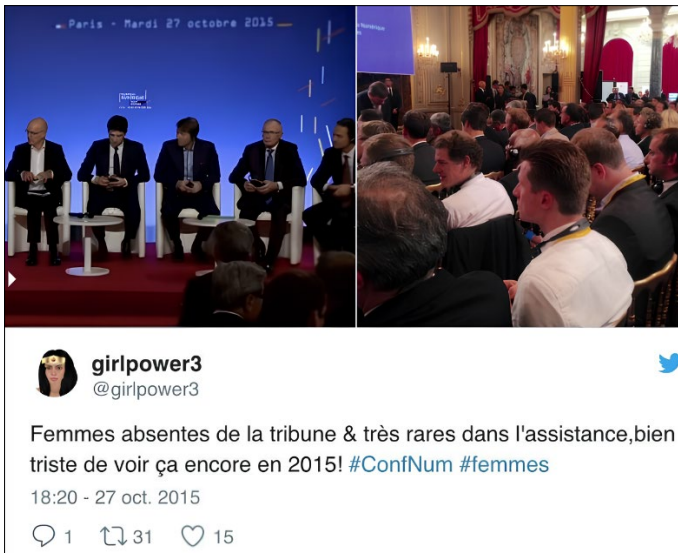 Paris - Mardi 27 octobre 2015
girlpower3
@girlpower3
Femmes absentes de la tribune & très rares dans l'assistance,bien
triste de voir ça encore en 2015! #ConfNum #femmes
18:20 - 27 oct. 2015
1 31 15